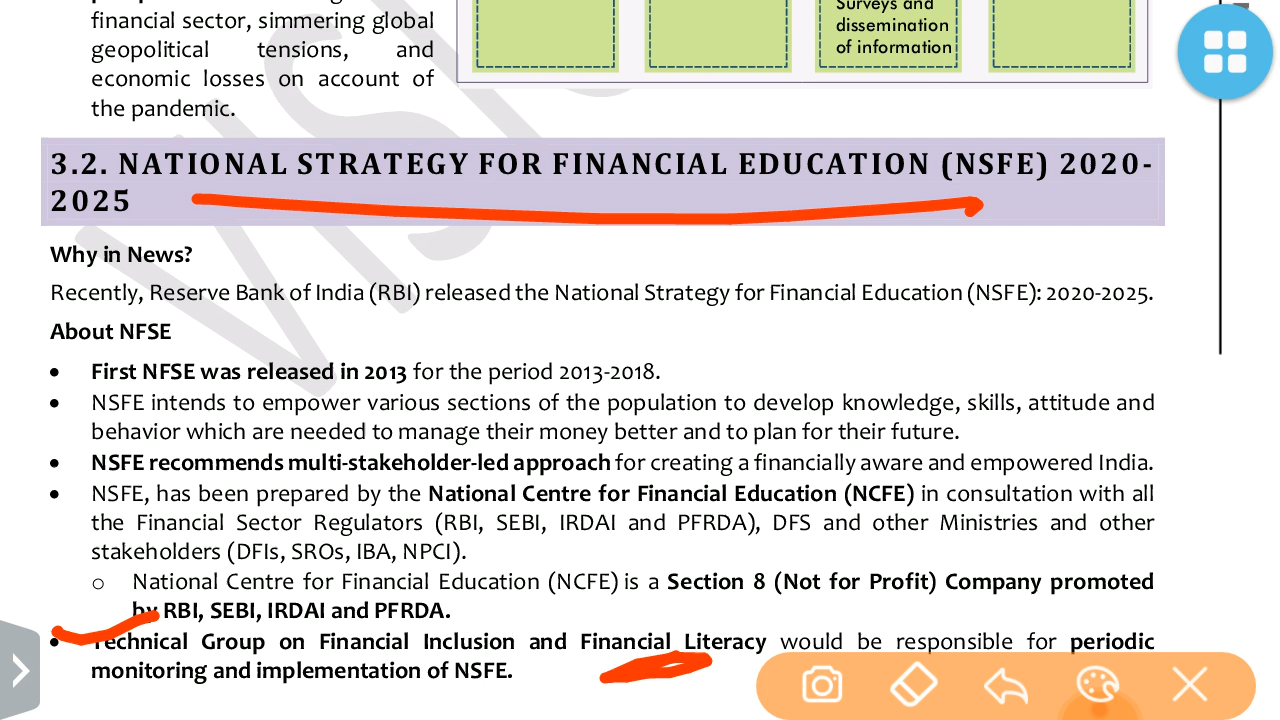 financial sector, simmering global
geopolitical tensions, and
economic losses on account of
the pandemic.
Surveys and
dissemination
of information
3.2. NATIONAL STRATEGY FOR FINANCIAL EDUCATION (NSFE) 2020-
2025
Why in News?
Recently, Reserve Bank of India (RBI) released the National Strategy for Financial Education (NSFE): 2020-2025.
About NFSE
• First NFSE was released in 2013 for the period 2013-2018.
• NSFE intends to empower various sections of the population to develop knowledge, skills, attitude and
behavior which are needed to manage their money better and to plan for their future.
• NSFE recommends multi-stakeholder-led approach for creating a financially aware and empowered India.
• NSFE, has been prepared by the National Centre for Financial Education (NCFE) in consultation with all
the Financial Sector Regulators (RBI, SEBI, IRDAI and PFRDA), DFS and other Ministries and other
stakeholders (DFIs, SROs, IBA, NPCI).
o National Centre for Financial Education (NCFE) is a Section 8 (Not for Profit) Company promoted
by RBI, SEBI, IRDAI and PFRDA.
• Technical Group on Financial Inclusion and Financial Literacy would be responsible for periodic
monitoring and implementation of NSFE.